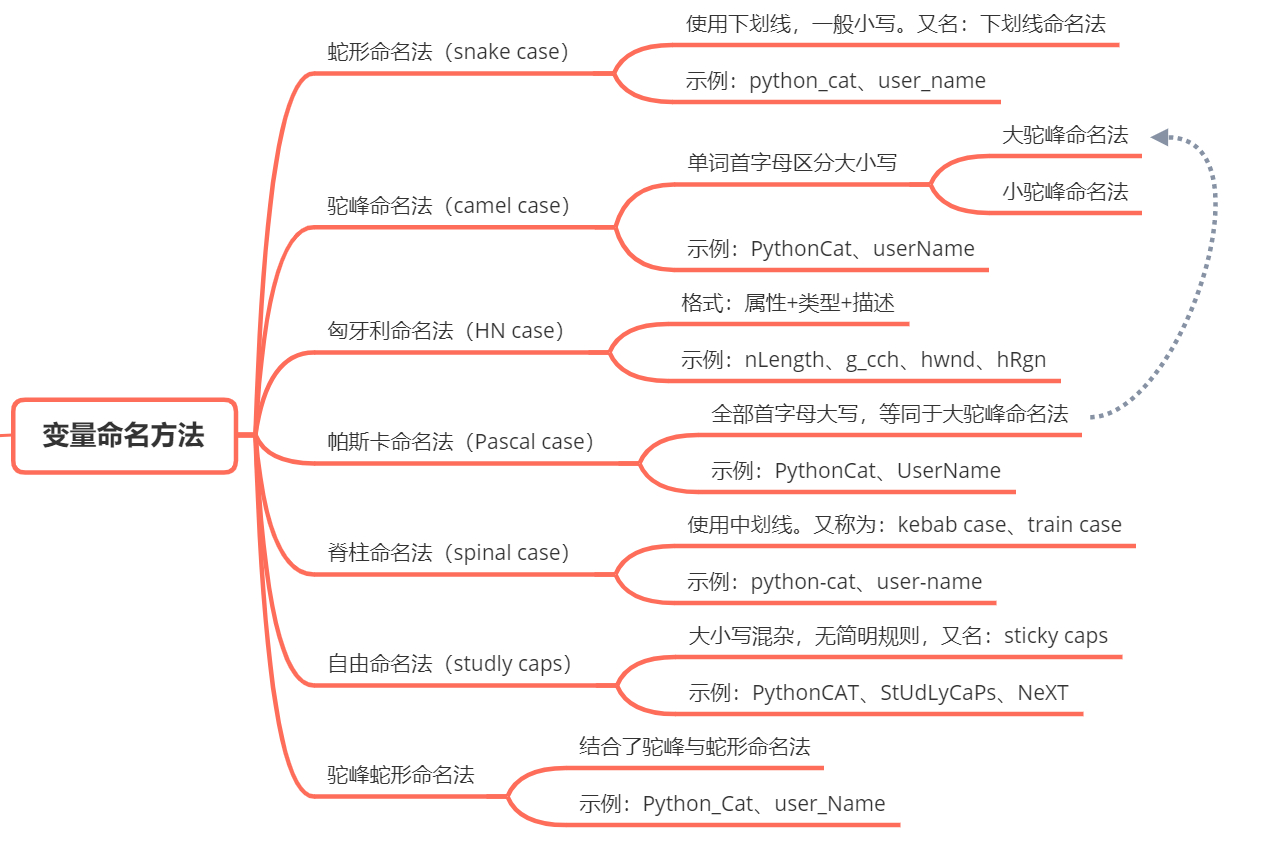 变量命名方法
蛇形命名法（snake case）
使用下划线，一般小写。又名：下划线命名法
示例：python_cat、user_name
驼峰命名法（camel case）
单词首字母区分大小写
大驼峰命名法
小驼峰命名法
示例：PythonCat、userName
匈牙利命名法（HN case）
格式：属性+类型+描述
示例：nLength、g_cch、hwnd、hRgn
帕斯卡命名法（Pascal case）
全部首字母大写，等同于大驼峰命名法
示例：PythonCat、UserName
脊柱命名法（spinal case）
使用中划线。又称为：kebab case、train case
示例：python-cat、user-name
自由命名法（studly caps）
大小写混杂，无简明规则，又名：sticky caps
示例：PythonCAT、StUdLyCaPs、NeXT
驼峰蛇形命名法
结合了驼峰与蛇形命名法
示例：Python_Cat、user_Name